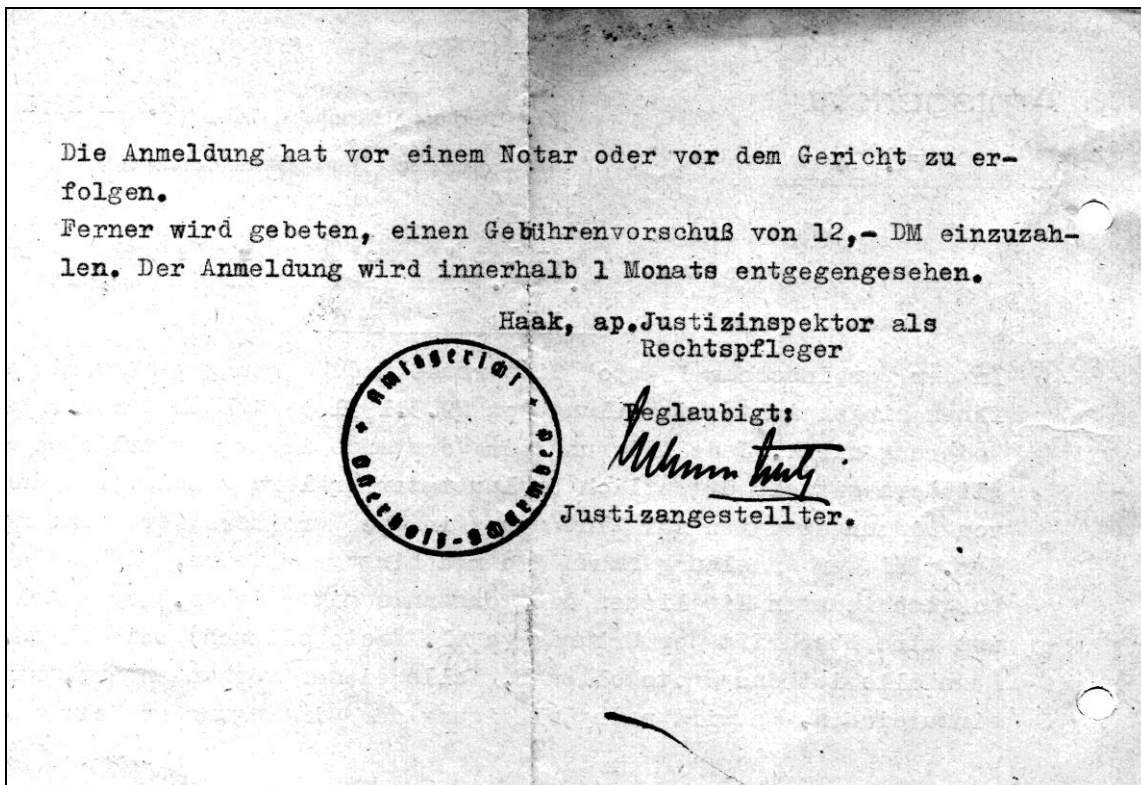 Die Anmeldung hat vor einem Notar oder vor dem Gericht zu er-
folgen.
Ferner wird gebeten, einen Gebührenvorschuß von 12,- DM einzuzah-
len. Der Anmeldung wird innerhalb 1 Monats entgegengesehen.
Haak, ap.Justizinspektor als
Rechtspfleger
Amtsgericht
Osterholz-Scharmbeck
Beglaubigt:
Justizangestellter.